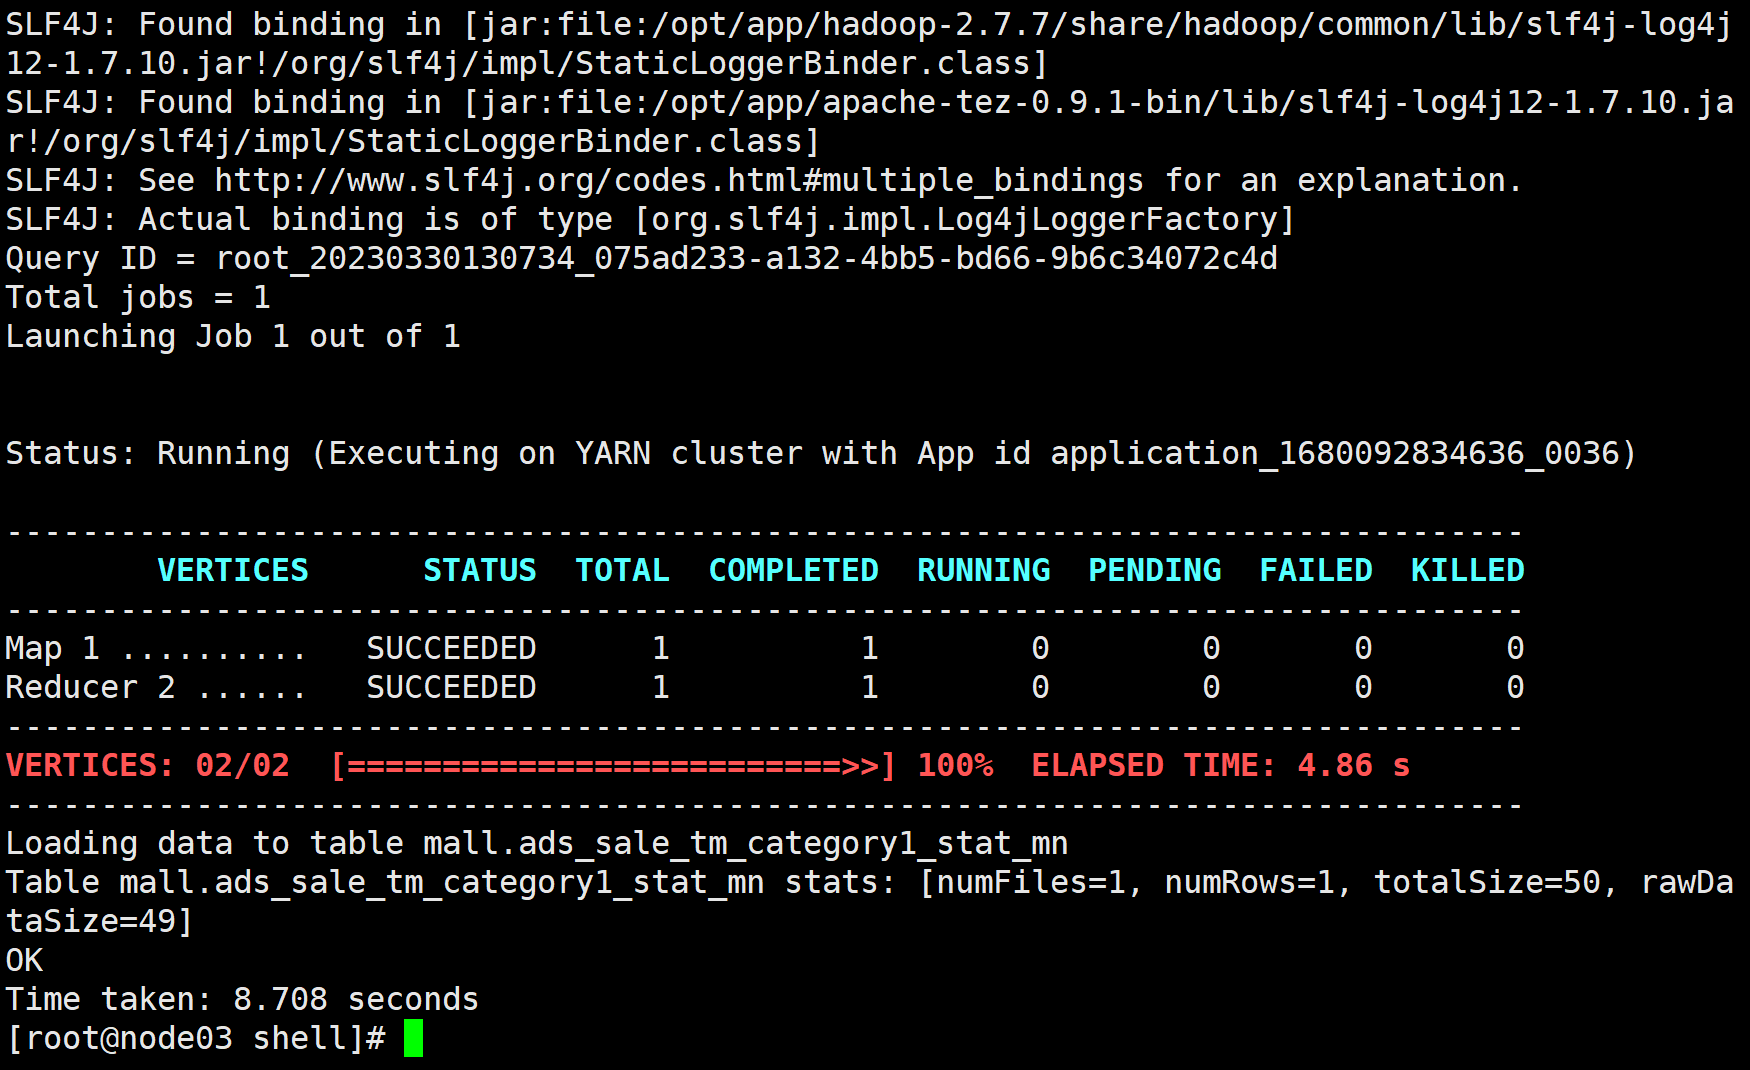 SLF4J: Found binding in [jar:file:/opt/app/hadoop-2.7.7/share/hadoop/common/lib/slf4j-log4j
12-1.7.10.jar!/org/slf4j/impl/StaticLoggerBinder.class]
SLF4J: Found binding in [jar:file:/opt/app/apache-tez-0.9.1-bin/lib/slf4j-log4j12-1.7.10.ja
r!/org/slf4j/impl/StaticLoggerBinder.class]
SLF4J: See http://www.slf4j.org/codes.html#multiple_bindings for an explanation.
SLF4J: Actual binding is of type [org.slf4j.impl.Log4jLoggerFactory]
Query ID = root_20230330130734_075ad233-a132-4bb5-bd66-9b6c34072c4d
Total jobs = 1
Launching Job 1 out of 1
Status: Running (Executing on YARN cluster with App id application_1680092834636_0036)
--------------------------------------------------------------------------------
        VERTICES      STATUS  TOTAL  COMPLETED  RUNNING  PENDING  FAILED  KILLED
--------------------------------------------------------------------------------
Map 1 ..........   SUCCEEDED      1          1        0        0       0       0
Reducer 2 ......   SUCCEEDED      1          1        0        0       0       0
--------------------------------------------------------------------------------
VERTICES: 02/02  [==========================>>] 100%  ELAPSED TIME: 4.86 s
--------------------------------------------------------------------------------
Loading data to table mall.ads_sale_tm_category1_stat_mn
Table mall.ads_sale_tm_category1_stat_mn stats: [numFiles=1, numRows=1, totalSize=50, rawDa
taSize=49]
OK
Time taken: 8.708 seconds
[root@node03 shell]#